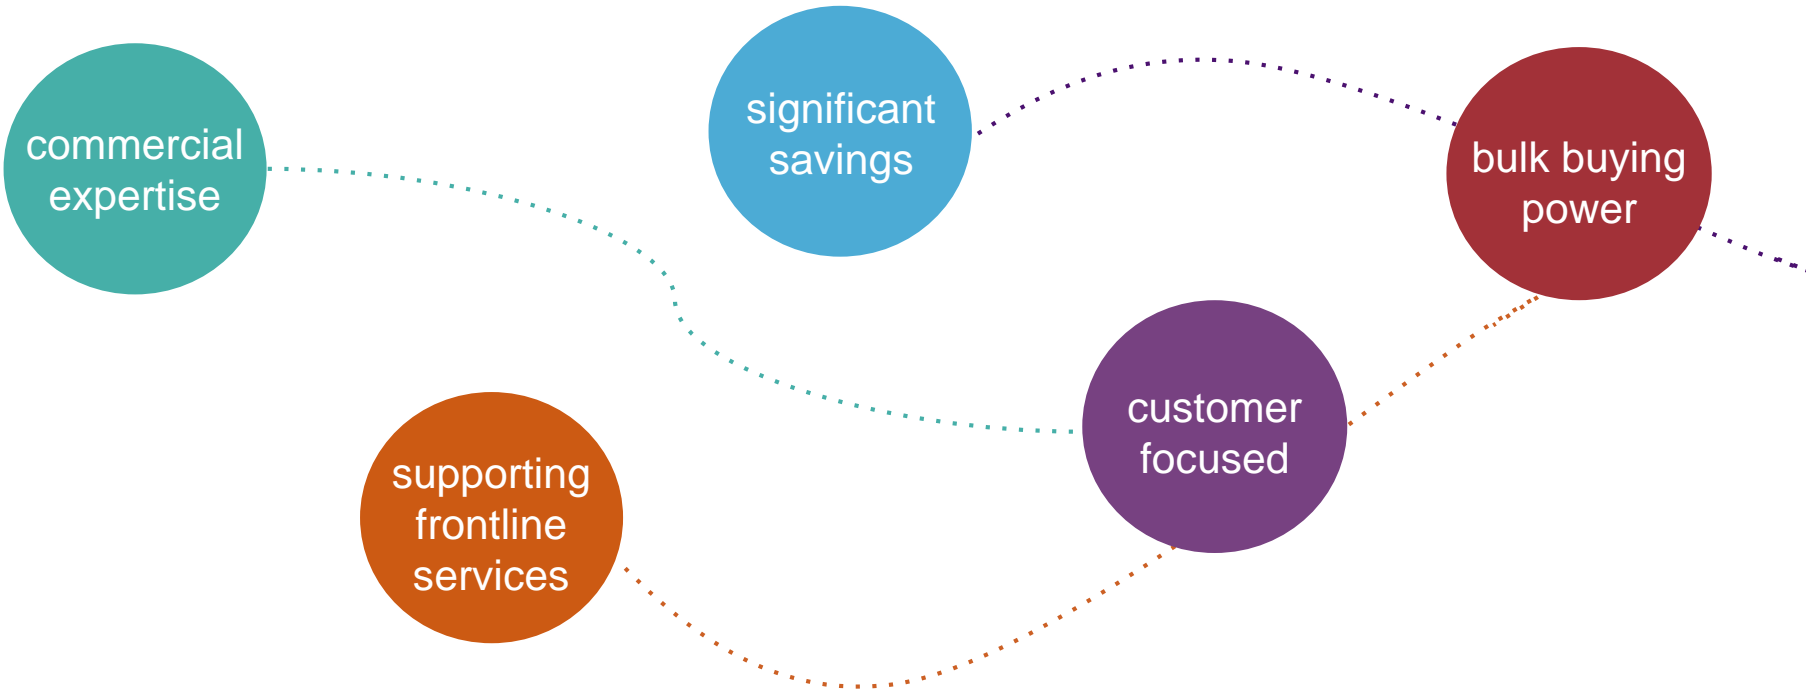 commercial
expertise
significant
savings
bulk buying
power
customer
focused
supporting
frontline
services